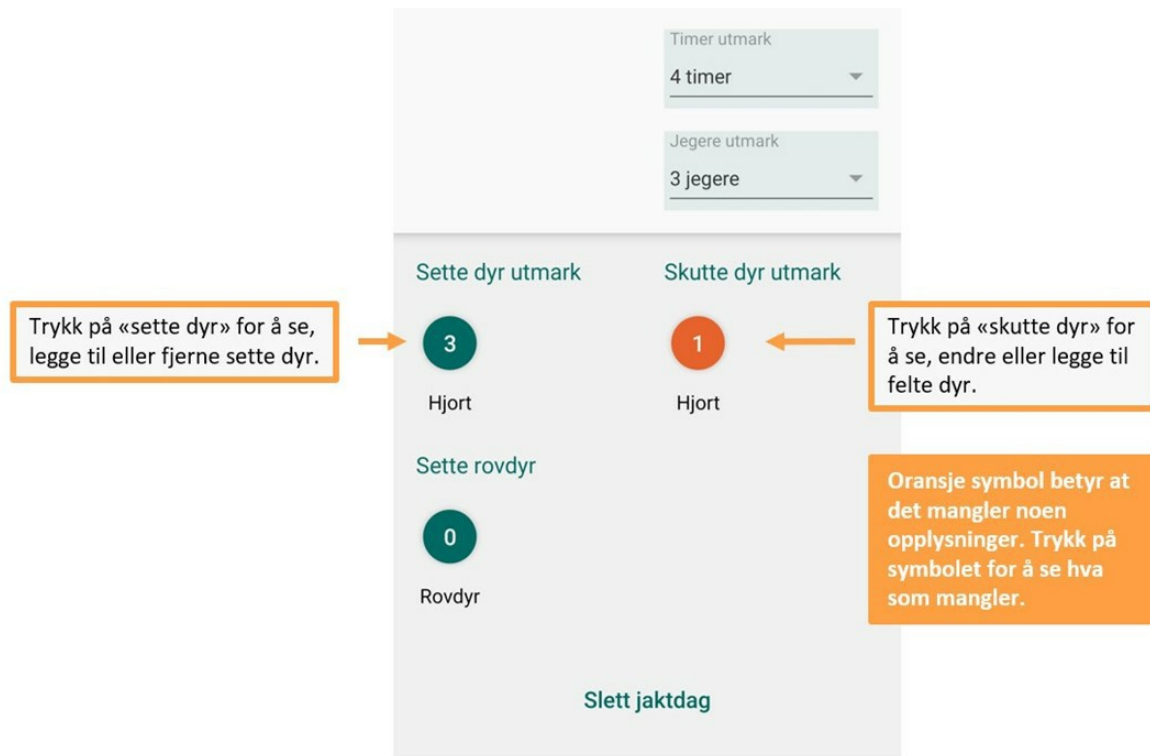 Timer utmark
4 timer
Jegere utmark
3 jegere
Sette dyr utmark
Skutte dyr utmark
Trykk på «sette dyr» for å se,
legge til eller fjerne sette dyr.
3
Hjort
1
Hjort
Trykk på «skutte dyr» for
å se, endre eller legge til
felte dyr.
Sette rovdyr
0
Rovdyr
Oransje symbol betyr at
det mangler noen
opplysninger. Trykk på
symbolet for å se hva
som mangler.
Slett jaktdag